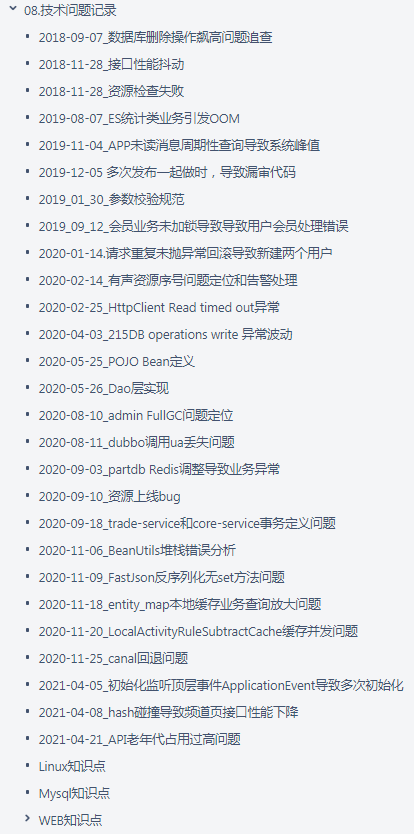 08.技术问题记录
2018-09-07_数据库删除操作飙高问题追查
2018-11-28_接口性能抖动
2018-11-28_资源检查失败
2019-08-07_ES统计类业务引发OOM
2019-11-04_APP未读消息周期性查询导致系统峰值
2019-12-05 多次发布一起做时，导致漏审代码
2019_01_30_参数校验规范
2019_09_12_会员业务未加锁导致导致用户会员处理错误
2020-01-14.请求重复未抛异常回滚导致新建两个用户
2020-02-14_有声资源序号问题定位和告警处理
2020-02-25_HttpClient Read timed out异常
2020-04-03_215DB operations write 异常波动
2020-05-25_POJO Bean定义
2020-05-26_Dao层实现
2020-08-10_admin FullGC问题定位
2020-08-11_dubbo调用ua丢失问题
2020-09-03_partdb Redis调整导致业务异常
2020-09-10_资源上线bug
2020-09-18_trade-service和core-service事务定义问题
2020-11-06_BeanUtils堆栈错误分析
2020-11-09_FastJson反序列化无set方法问题
2020-11-18_entity_map本地缓存业务查询放大问题
2020-11-20_LocalActivityRuleSubtractCache缓存并发问题
2020-11-25_canal回退问题
2021-04-05_初始化监听顶层事件ApplicationEvent导致多次初始化
2021-04-08_hash碰撞导致频道页接口性能下降
2021-04-21_API老年代占用过高问题
Linux知识点
Mysql知识点
WEB知识点